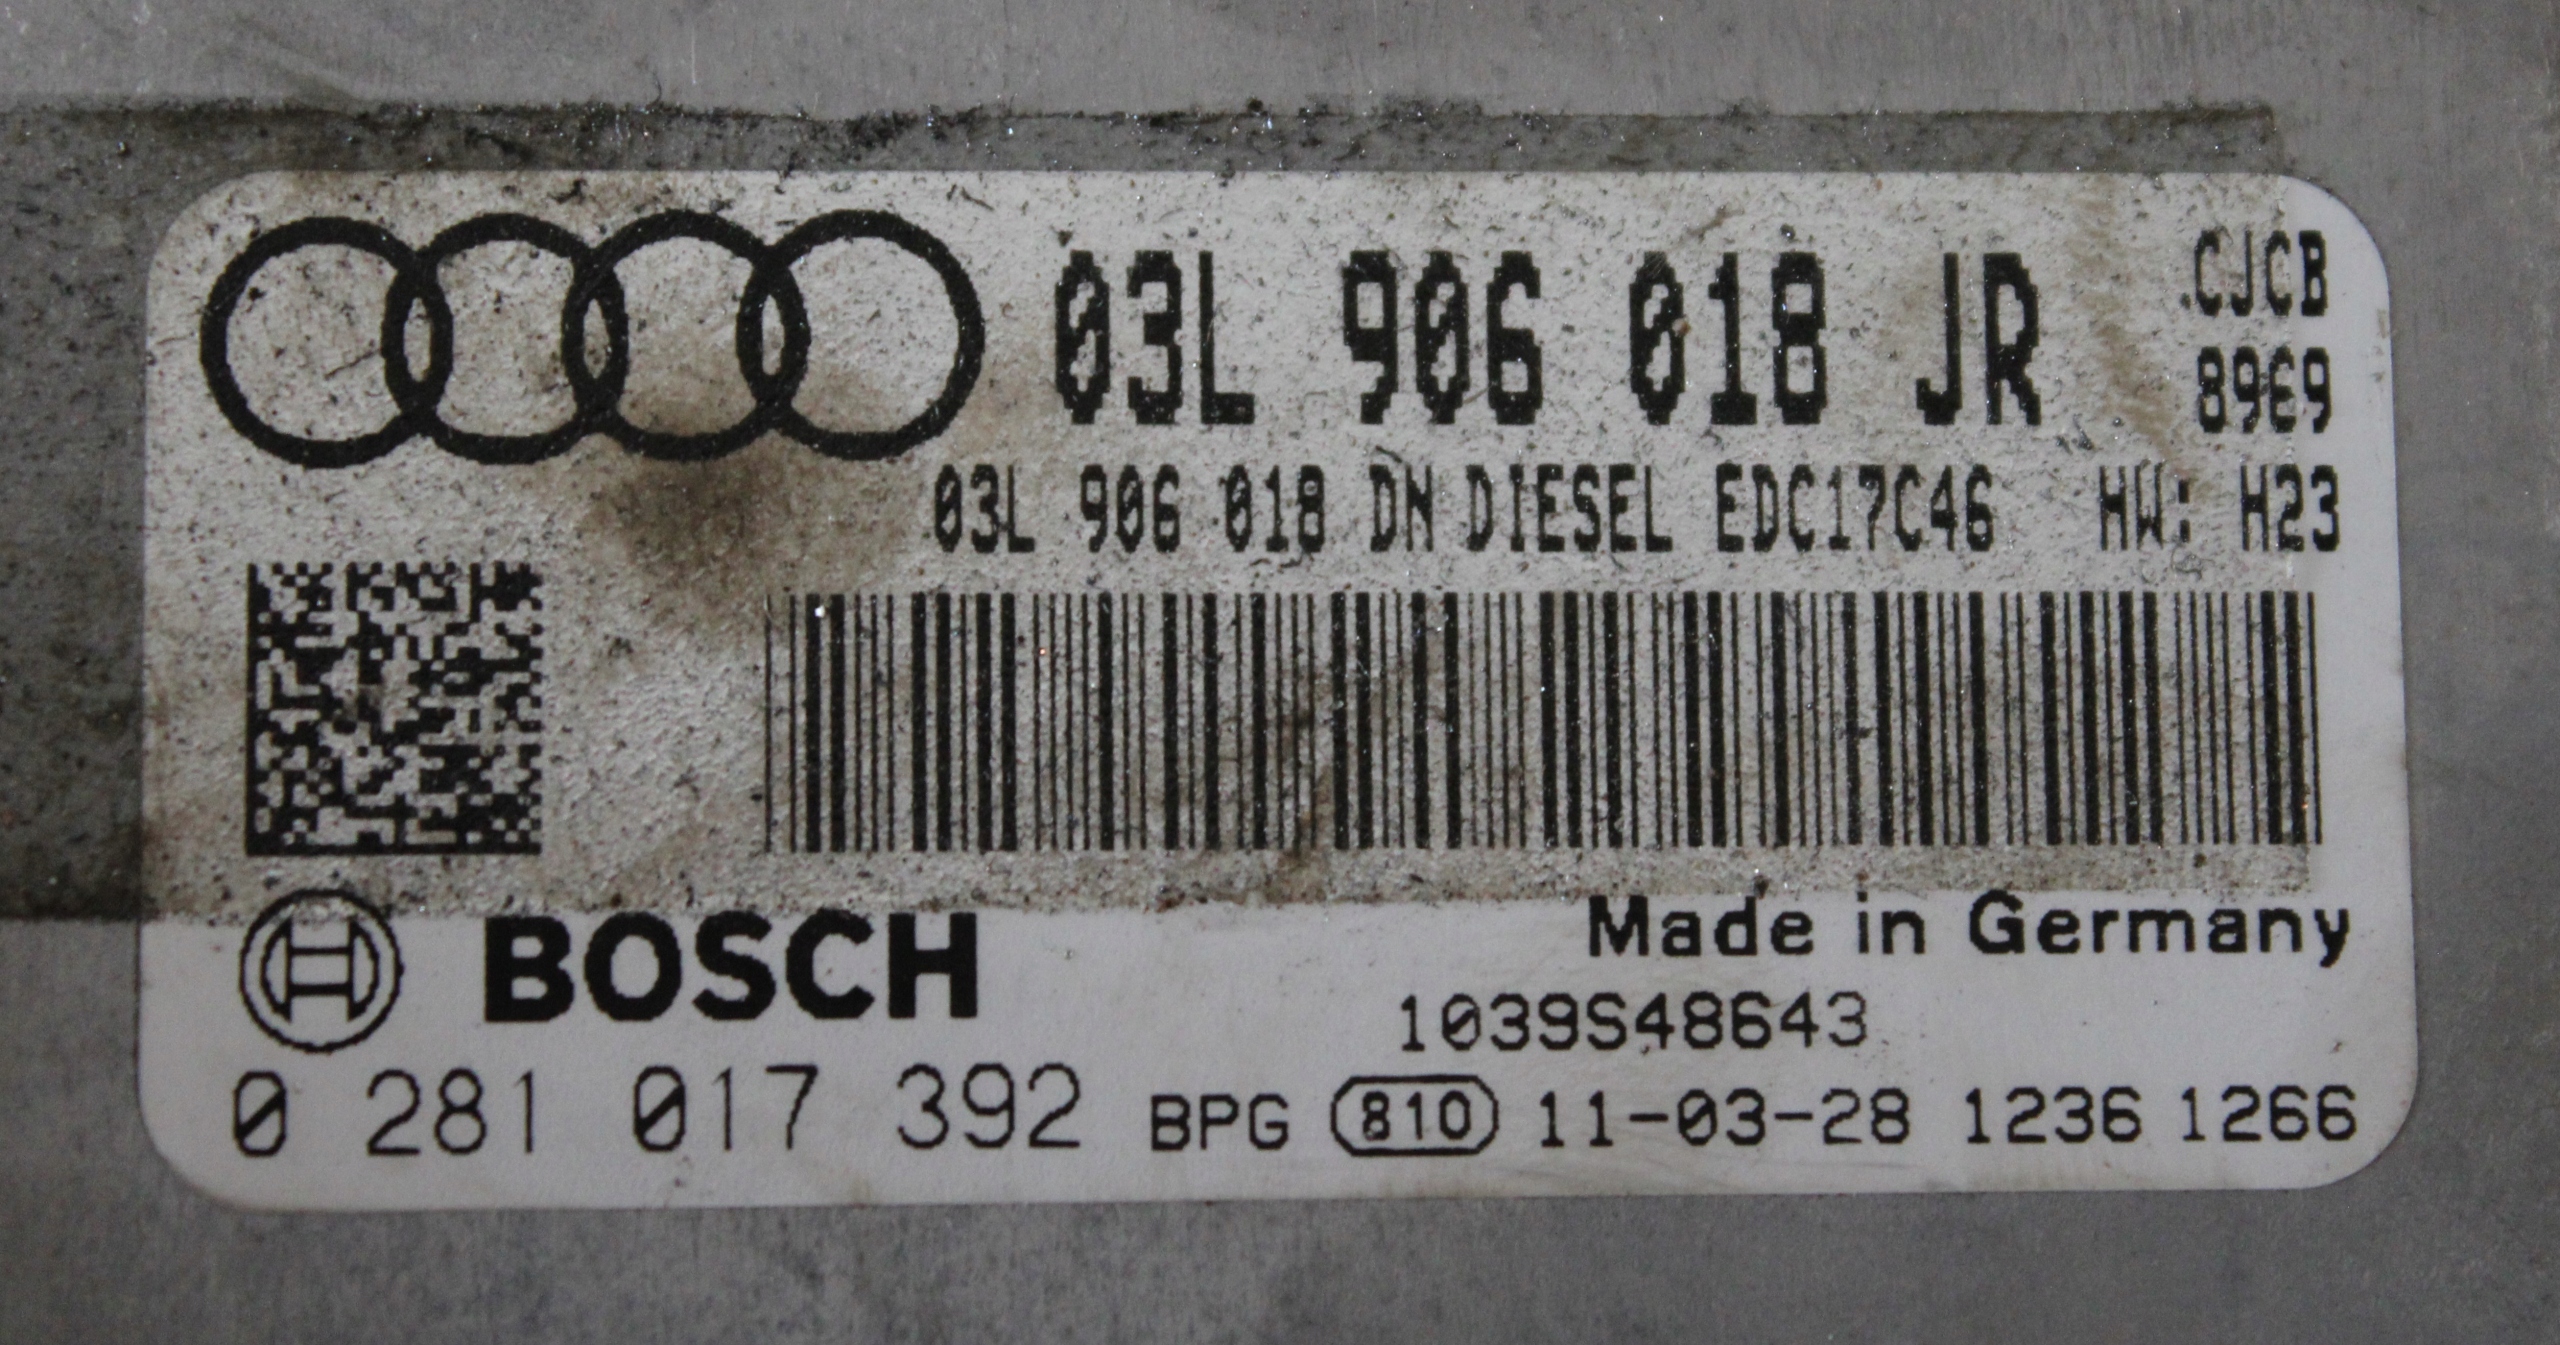 03L 906 018 JR CJCB
8969
03L 906 018 DN DIESEL EDC17C46 HW: H23
BOSCH
Made in Germany
1039S48643
0 281 017 392 BPG 810 11-03-28 1236 1266